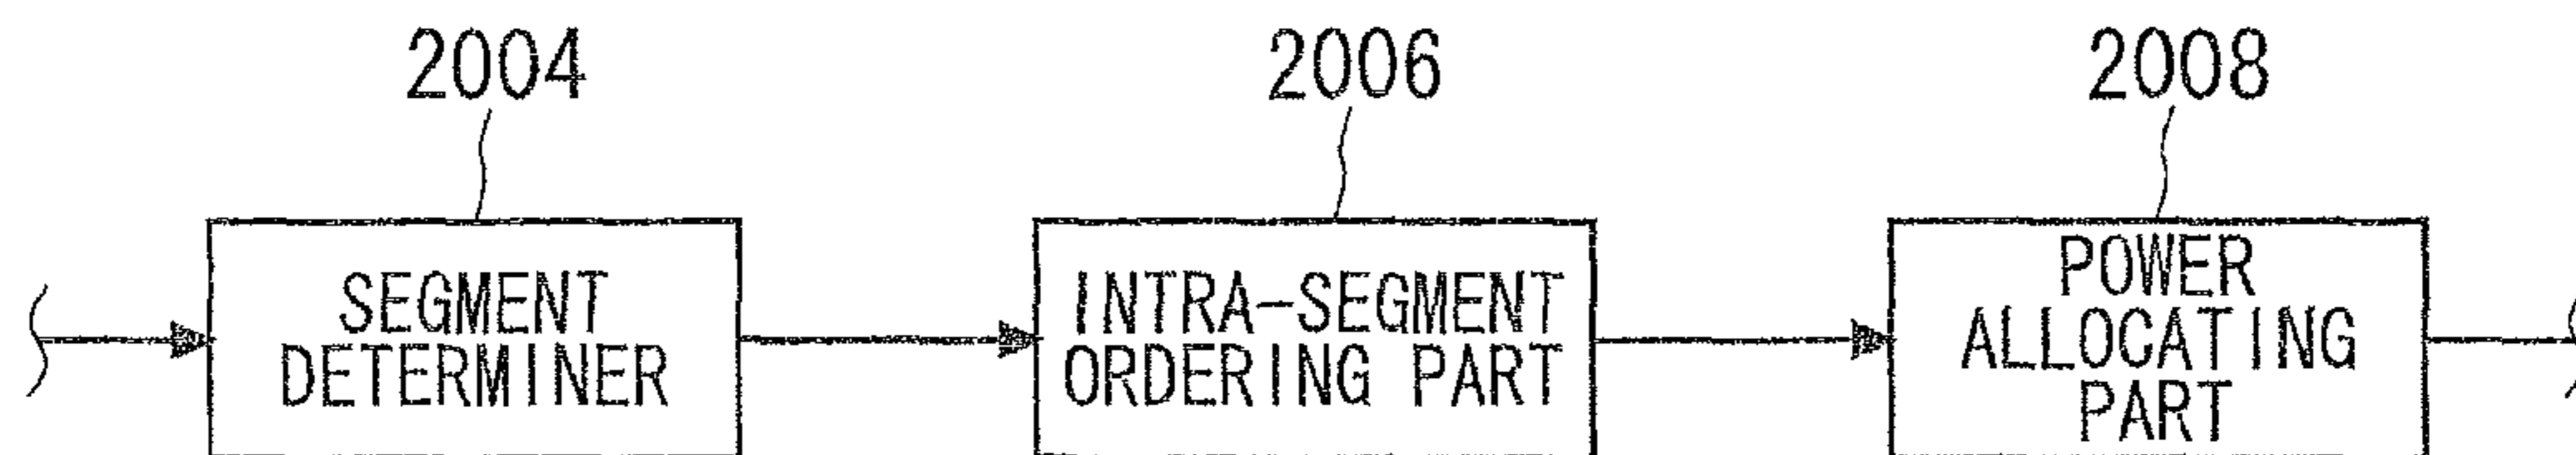 2004
2006
2008
SEGMENT
DETERMINER
INTRA-SEGMENT
ORDERING PART
POWER
ALLOCATING
PART